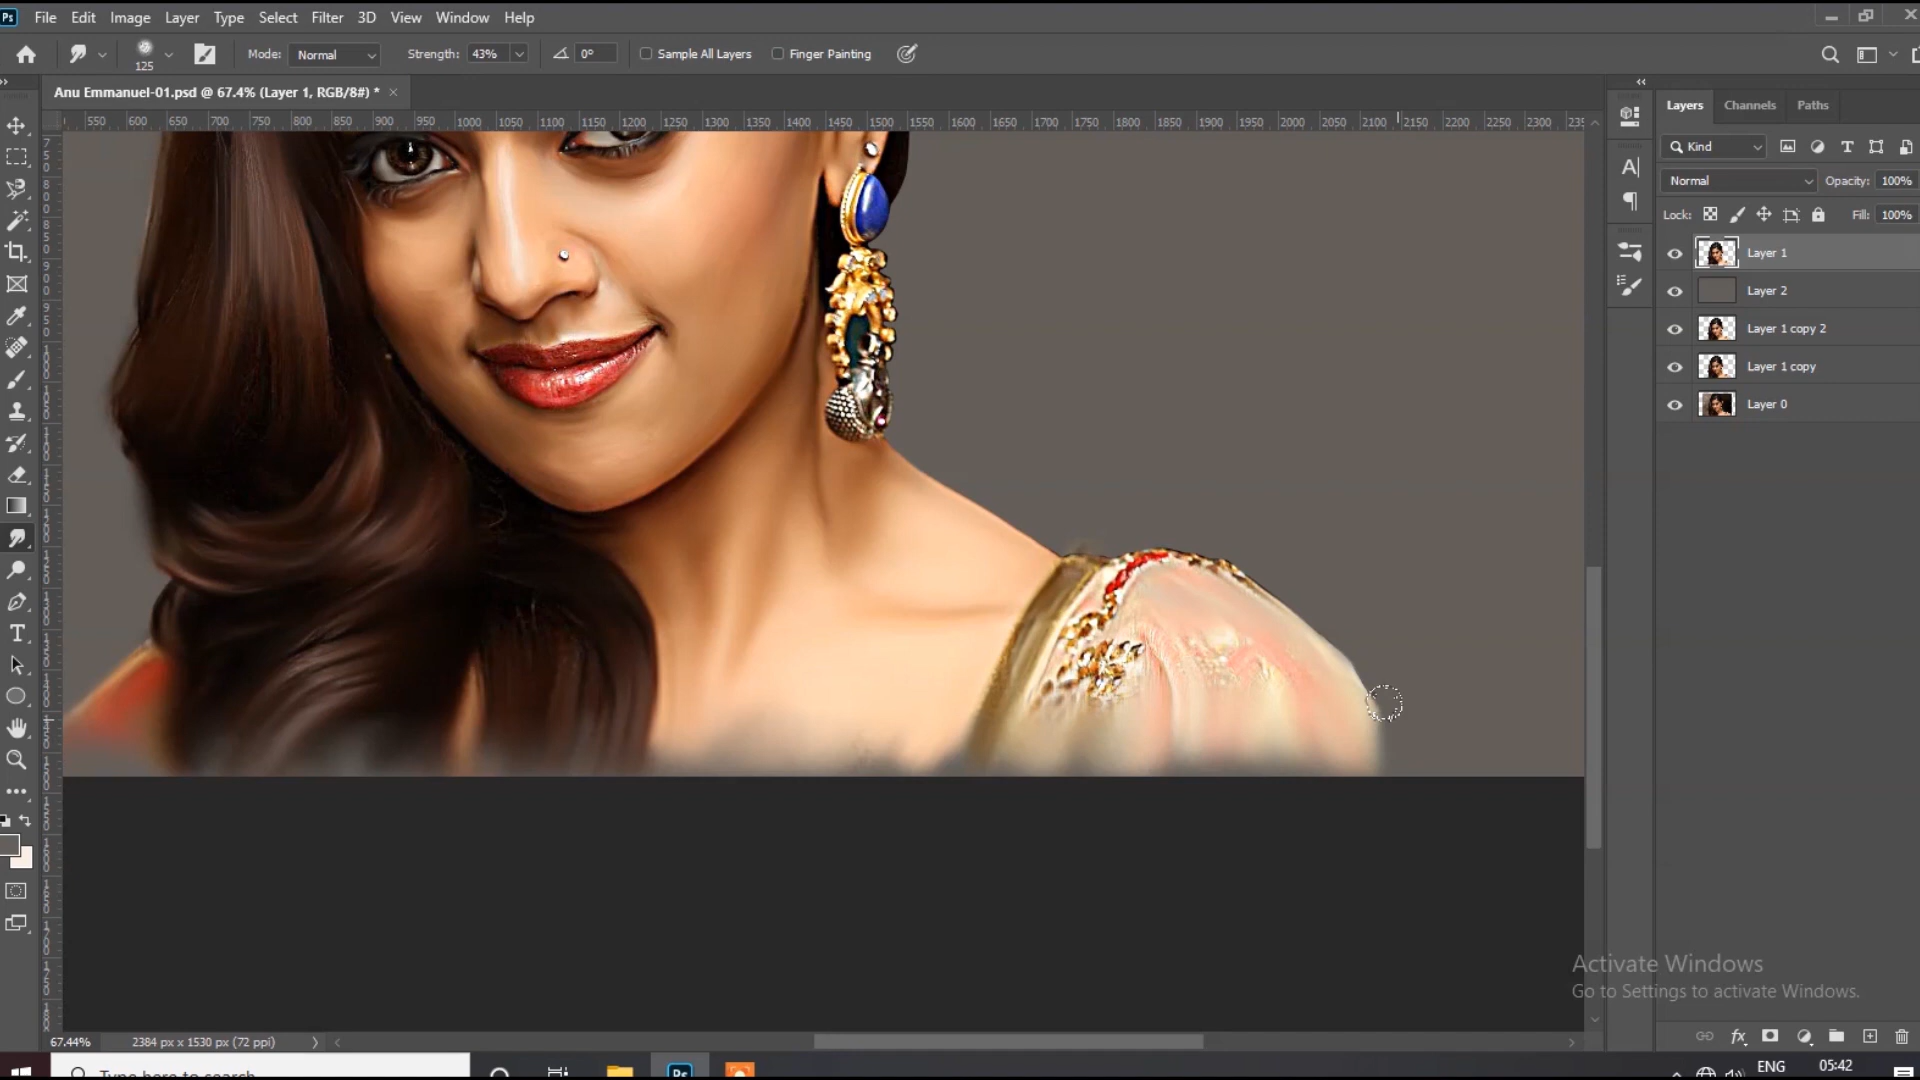 Ps File Edit Image Layer Type Select Filter 3D View Window Help
125 Mode: Normal Strength: 43% 0° Sample All Layers Finger Painting
Anu Emmanuel-01.psd @ 67.4% (Layer 1, RGB/8#) * ×
550 600 650 700 750 800 850 900 950 1000 1050 1100 1150 1200 1250 1300 1350 1400 1450 1500 1550 1600 1650 1700 1750 1800 1850 1900 1950 2000 2050 2100 2150 2200 2250 2300
Layers Channels Paths
Kind
Normal Opacity: 100%
Lock: Fill: 100%
Layer 1
Layer 2
Layer 1 copy 2
Layer 1 copy
Layer 0
Activate Windows
Go to Settings to activate Windows.
67.44% 2384 px x 1530 px (72 ppi)
Type here to search Ps ENG 05:42